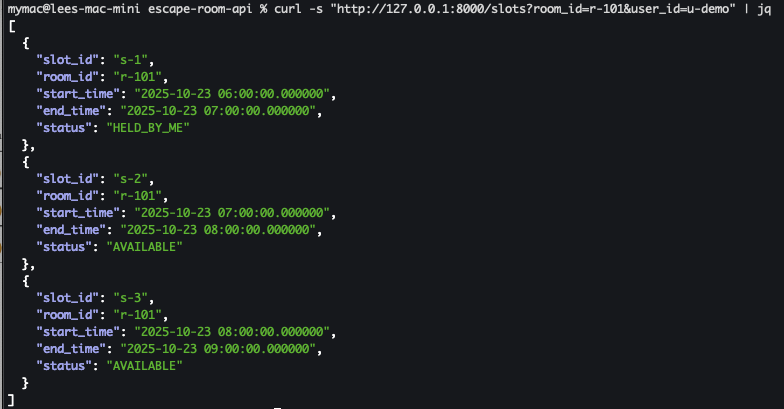 mymac@lees-mac-mini escape-room-api % curl -s "http://127.0.0.1:8000/slots?room_id=r-101&user_id=u-demo" | jq
[
  {
    "slot_id": "s-1",
    "room_id": "r-101",
    "start_time": "2025-10-23 06:00:00.000000",
    "end_time": "2025-10-23 07:00:00.000000",
    "status": "HELD_BY_ME"
  },
  {
    "slot_id": "s-2",
    "room_id": "r-101",
    "start_time": "2025-10-23 07:00:00.000000",
    "end_time": "2025-10-23 08:00:00.000000",
    "status": "AVAILABLE"
  },
  {
    "slot_id": "s-3",
    "room_id": "r-101",
    "start_time": "2025-10-23 08:00:00.000000",
    "end_time": "2025-10-23 09:00:00.000000",
    "status": "AVAILABLE"
  }
]